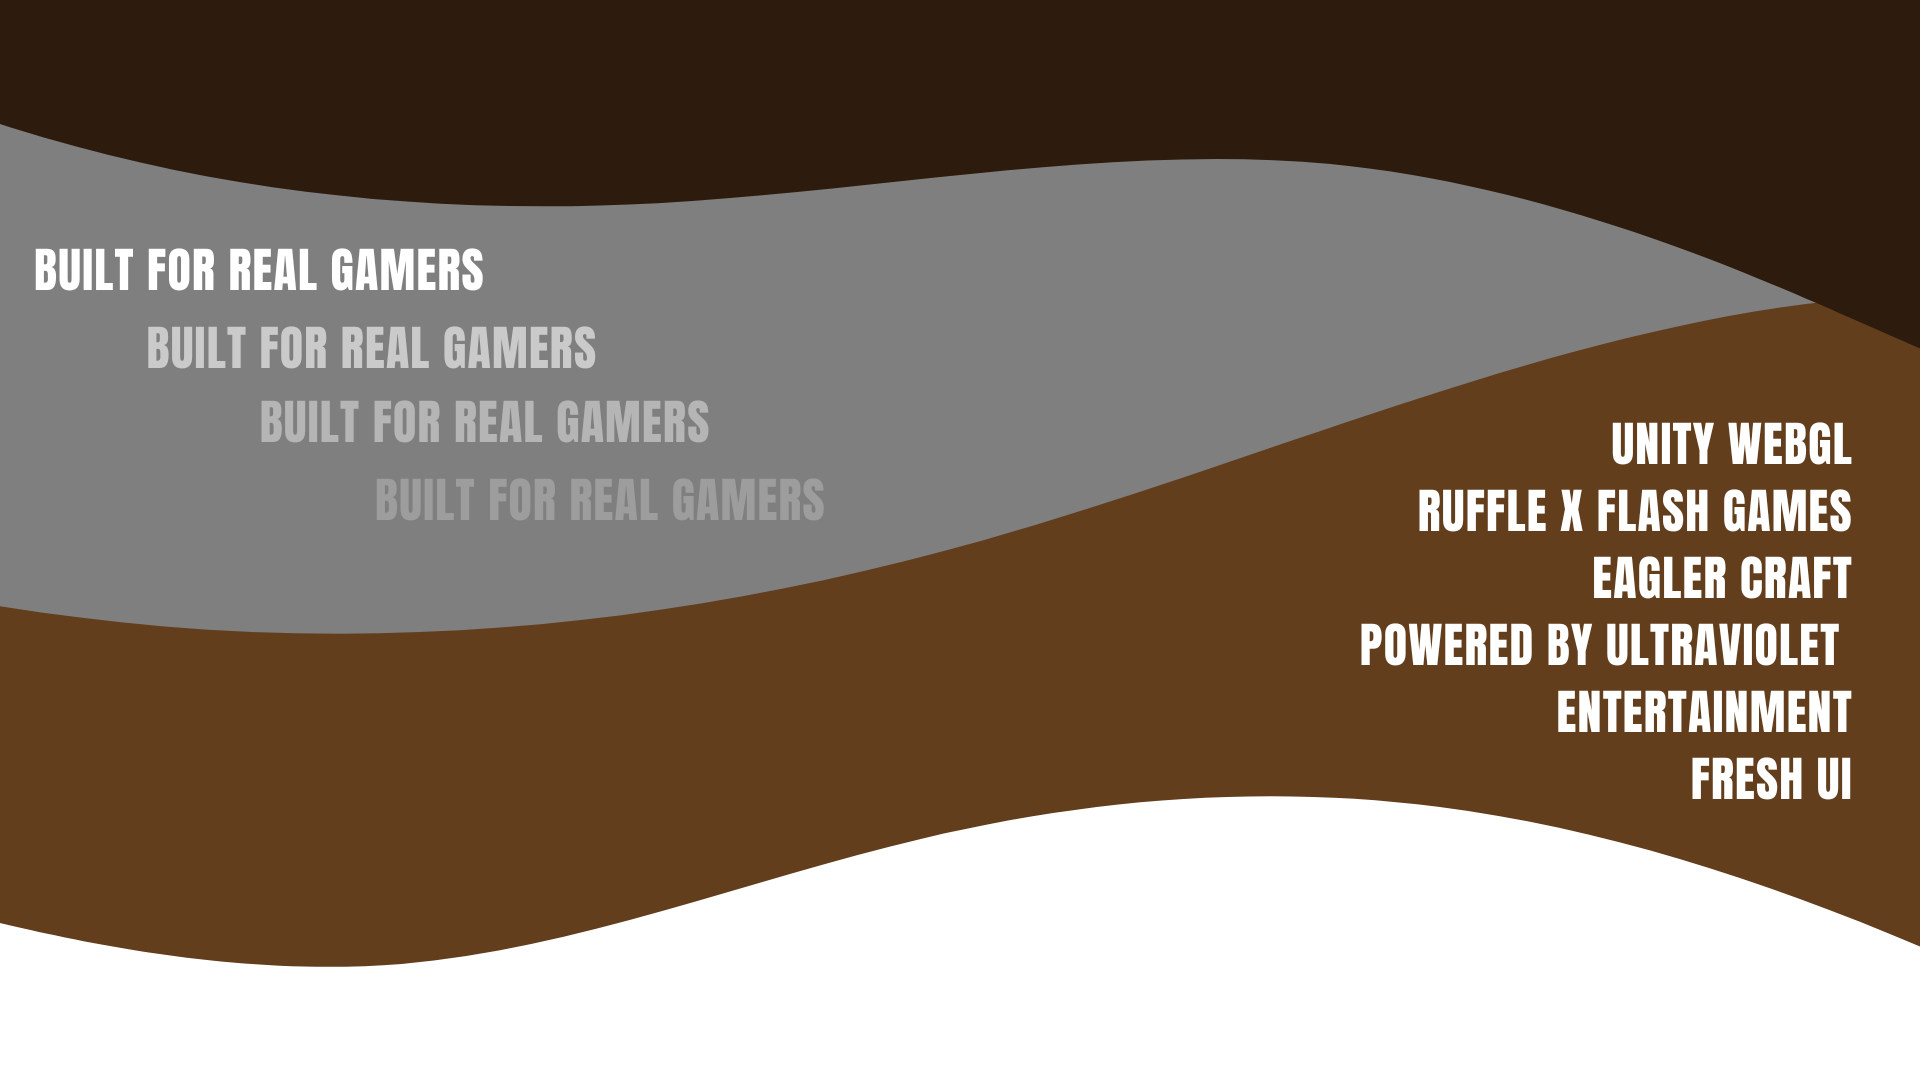 BUILT FOR REAL GAMERS
BUILT FOR REAL GAMERS
BUILT FOR REAL GAMERS
BUILT FOR REAL GAMERS
UNITY WEBGL
RUFFLE X FLASH GAMES
EAGLER CRAFT
POWERED BY ULTRAVIOLET
ENTERTAINMENT
FRESH UI